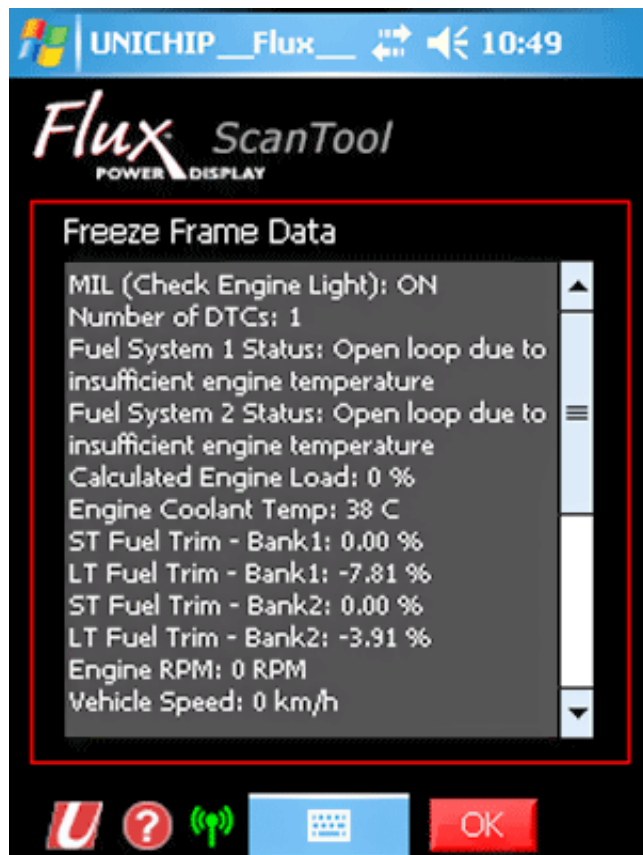 UNICHIP__Flux__ 10:49
Flux ScanTool
POWER DISPLAY
Freeze Frame Data
MIL (Check Engine Light): ON
Number of DTCs: 1
Fuel System 1 Status: Open loop due to
insufficient engine temperature
Fuel System 2 Status: Open loop due to
insufficient engine temperature
Calculated Engine Load: 0 %
Engine Coolant Temp: 38 C
ST Fuel Trim - Bank1: 0.00 %
LT Fuel Trim - Bank1: -7.81 %
ST Fuel Trim - Bank2: 0.00 %
LT Fuel Trim - Bank2: -3.91 %
Engine RPM: 0 RPM
Vehicle Speed: 0 km/h
U ? OK